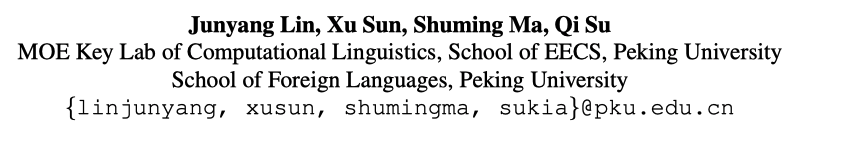 Junyang Lin, Xu Sun, Shuming Ma, Qi Su
MOE Key Lab of Computational Linguistics, School of EECS, Peking University
School of Foreign Languages, Peking University
{linjunyang, xusun, shumingma, sukia}@pku.edu.cn